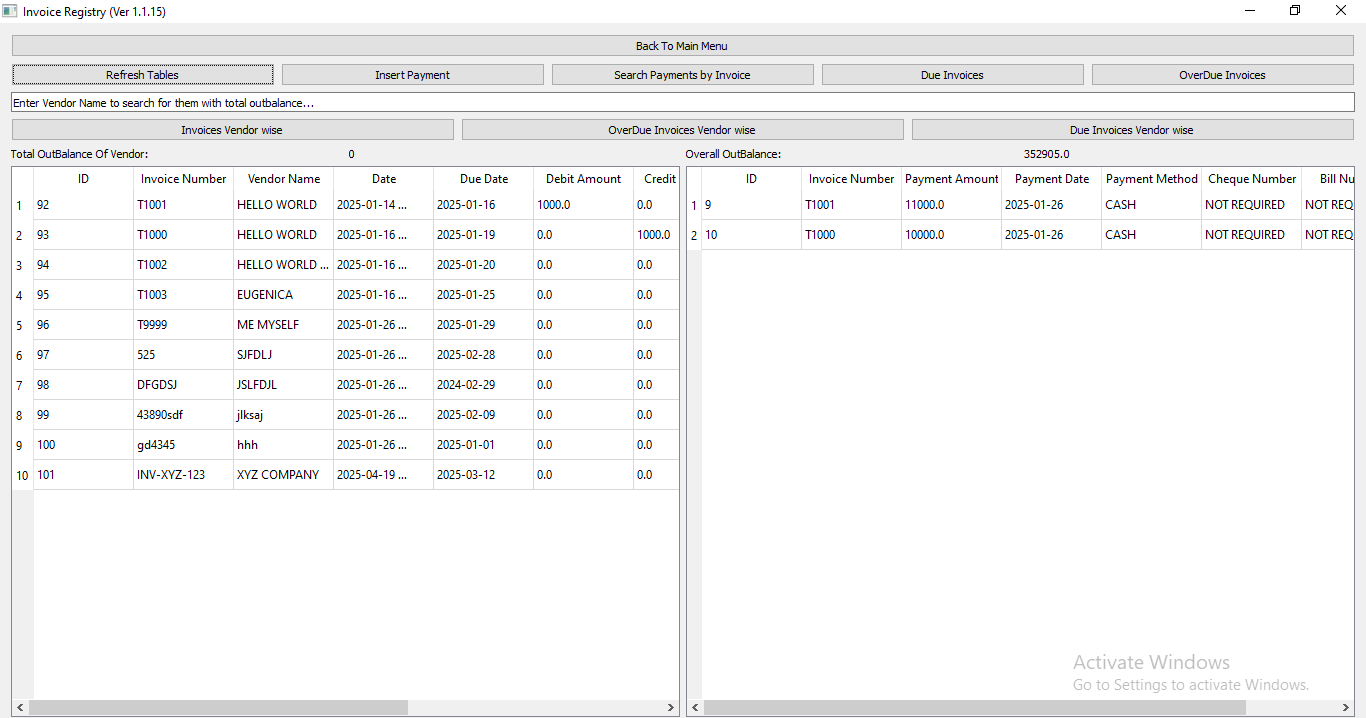 Invoice Registry (Ver 1.1.15)
Back To Main Menu
Refresh Tables Insert Payment Search Payments by Invoice Due Invoices OverDue Invoices
Enter Vendor Name to search for them with total outbalance...
Invoices Vendor wise OverDue Invoices Vendor wise Due Invoices Vendor wise
Total OutBalance Of Vendor: 0 Overall OutBalance: 352905.0
ID Invoice Number Vendor Name Date Due Date Debit Amount Credit
1 92 T1001 HELLO WORLD 2025-01-14 ... 2025-01-16 1000.0 0.0
2 93 T1000 HELLO WORLD 2025-01-16 ... 2025-01-19 0.0 1000.0
3 94 T1002 HELLO WORLD ... 2025-01-16 ... 2025-01-20 0.0 0.0
4 95 T1003 EUGENICA 2025-01-16 ... 2025-01-25 0.0 0.0
5 96 T9999 ME MYSELF 2025-01-26 ... 2025-01-29 0.0 0.0
6 97 525 SJFDLJ 2025-01-26 ... 2025-02-28 0.0 0.0
7 98 DFGDSJ JSLFDJL 2025-01-26 ... 2024-02-29 0.0 0.0
8 99 43890sdf jlksaj 2025-01-26 ... 2025-02-09 0.0 0.0
9 100 gd4345 hhh 2025-01-26 ... 2025-01-01 0.0 0.0
10 101 INV-XYZ-123 XYZ COMPANY 2025-04-19 ... 2025-03-12 0.0 0.0
ID Invoice Number Payment Amount Payment Date Payment Method Cheque Number Bill Nu
1 9 T1001 11000.0 2025-01-26 CASH NOT REQUIRED NOT REQ
2 10 T1000 10000.0 2025-01-26 CASH NOT REQUIRED NOT REQ
Activate Windows
Go to Settings to activate Windows.